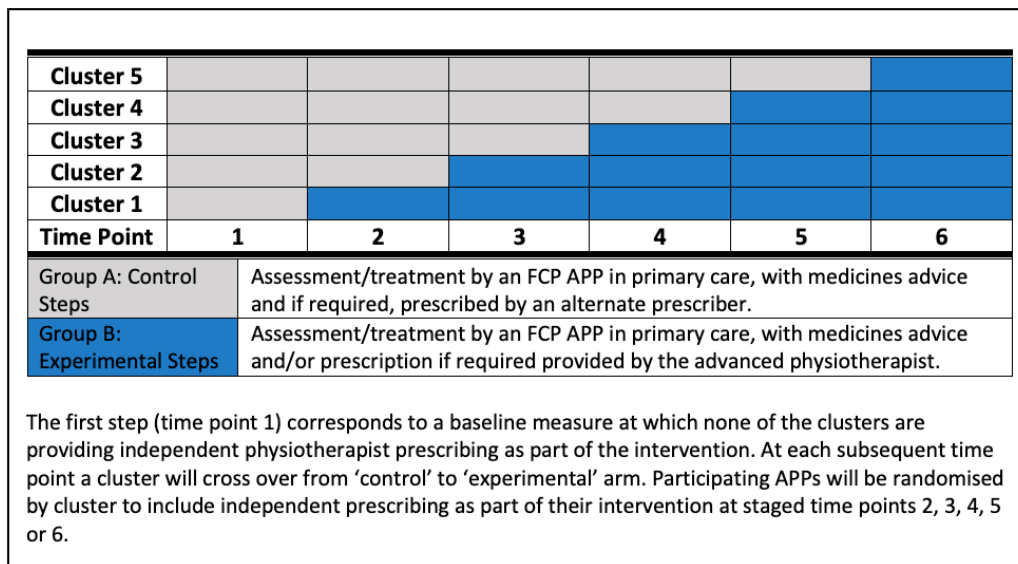 Cluster 5
Cluster 4
Cluster 3
Cluster 2
Cluster 1
Time Point 1 2 3 4 5 6
Group A: Control
Steps
Assessment/treatment by an FCP APP in primary care, with medicines advice
and if required, prescribed by an alternate prescriber.
Group B:
Experimental Steps
Assessment/treatment by an FCP APP in primary care, with medicines advice
and/or prescription if required provided by the advanced physiotherapist.
The first step (time point 1) corresponds to a baseline measure at which none of the clusters are
providing independent physiotherapist prescribing as part of the intervention. At each subsequent time
point a cluster will cross over from ‘control’ to ‘experimental’ arm. Participating APPs will be randomised
by cluster to include independent prescribing as part of their intervention at staged time points 2, 3, 4, 5
or 6.